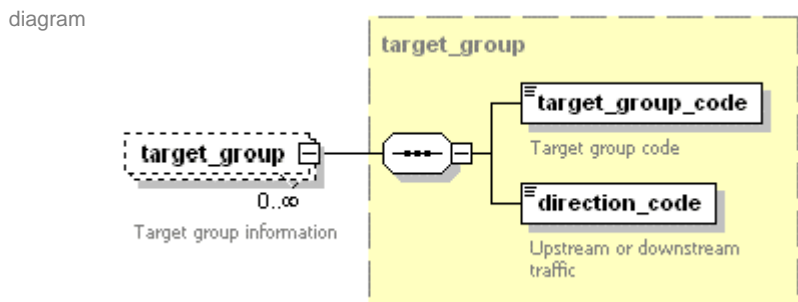 diagram
target_group
target_group_code
Target group code
target_group
0..∞
Target group information
direction_code
Upstream or downstream
traffic